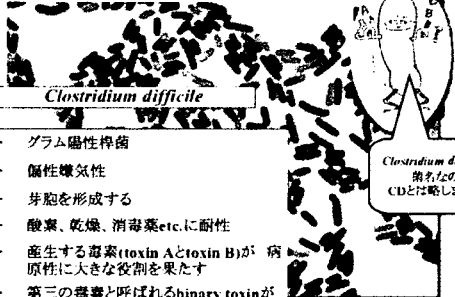 A
B
Clostridium difficile
グラム陽性桿菌
偏性嫌気性
芽胞を形成する
酸素、乾燥、消毒薬etc.に耐性
産生する毒素(toxin Aとtoxin B)が 病
原性に大きな役割を果たす
第三の毒素と呼ばれるbinary toxinが
Clostridium d
菌名なの
CDとは略しま